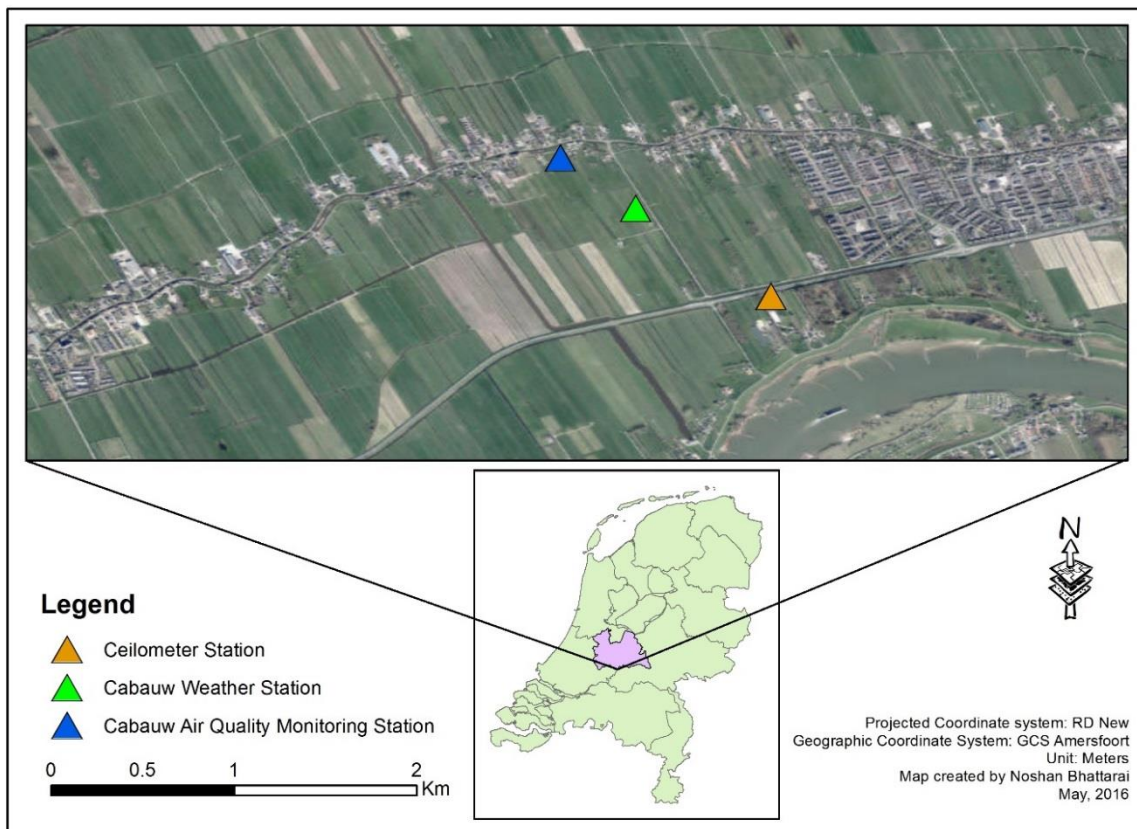 N
Legend
Ceilometer Station
Cabauw Weather Station
Cabauw Air Quality Monitoring Station
0 0.5 1 2
Km
Projected Coordinate system: RD New
Geographic Coordinate System: GCS Amersfoort
Unit: Meters
Map created by Noshan Bhattarai
May, 2016